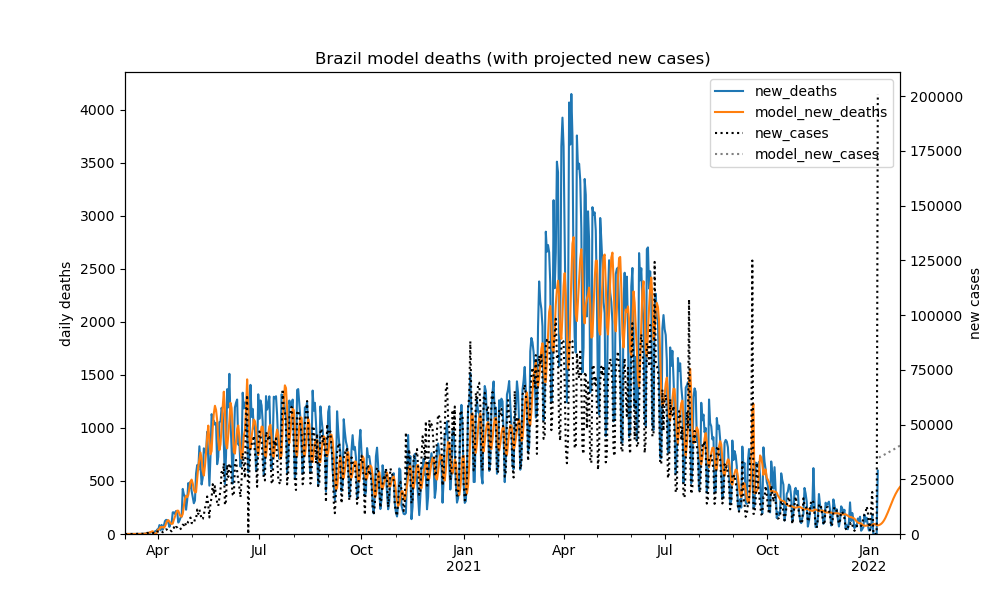 Brazil model deaths (with projected new cases)
new_deaths
model_new_deaths
new_cases
model_new_cases
daily deaths
4000
3500
3000
2500
2000
1500
1000
500
0
200000
175000
150000
125000
100000
75000
50000
25000
0
new cases
Apr
Jul
Oct
Jan
2021
Apr
Jul
Oct
Jan
2022